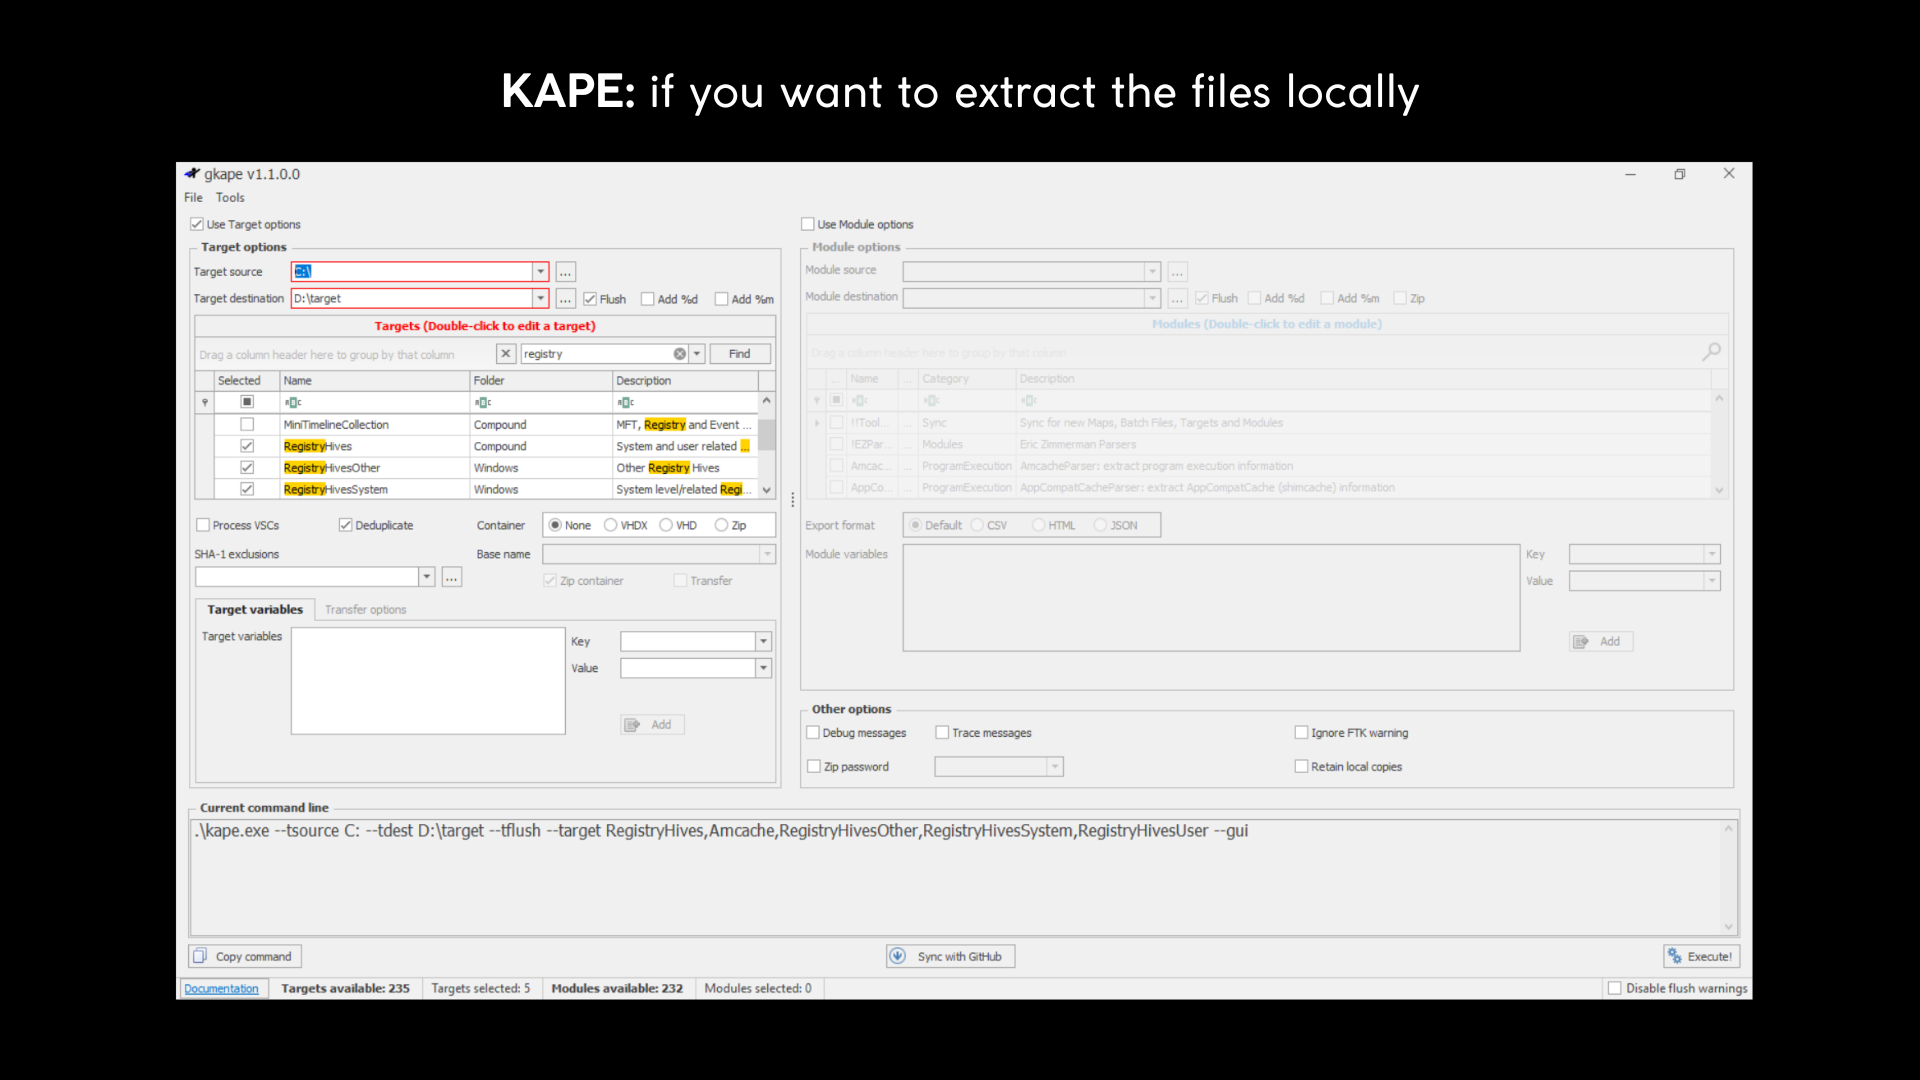 KAPE: if you want to extract the files locally
gkape v1.1.0.0
File Tools
Use Target options
Target options
Target source C:\ ...
Target destination D:\target ... Flush Add %d Add %m
Targets (Double-click to edit a target)
Drag a column header here to group by that column registry Find
Selected Name Folder Description
MiniTimelineCollection Compound MFT, Registry and Event ...
RegistryHives Compound System and user related ...
RegistryHivesOther Windows Other Registry Hives
RegistryHivesSystem Windows System level/related Regi...
Process VSCs Deduplicate Container None VHDX VHD Zip
SHA-1 exclusions Base name
... Zip container Transfer
Target variables Transfer options
Target variables Key
Value
Add
Use Module options
Module options
Module source ...
Module destination ... Flush Add %d Add %m Zip
Modules (Double-click to edit a module)
Drag a column header here to group by that column
... Name ... Category Description
!!Tool... ... Sync Sync for new Maps, Batch Files, Targets and Modules
!EZPar... ... Modules Eric Zimmerman Parsers
Amcac... ... ProgramExecution AmcacheParser: extract program execution information
AppCo... ... ProgramExecution AppCompatCacheParser: extract AppCompatCache (shimcache) information
Export format Default CSV HTML JSON
Module variables Key
Value
Add
Other options
Debug messages Trace messages Ignore FTK warning
Zip password Retain local copies
Current command line
.\kape.exe --tsource C: --tdest D:\target --tflush --target RegistryHives,Amcache,RegistryHivesOther,RegistryHivesSystem,RegistryHivesUser --gui
Copy command Sync with GitHub Execute!
Documentation Targets available: 235 Targets selected: 5 Modules available: 232 Modules selected: 0 Disable flush warnings